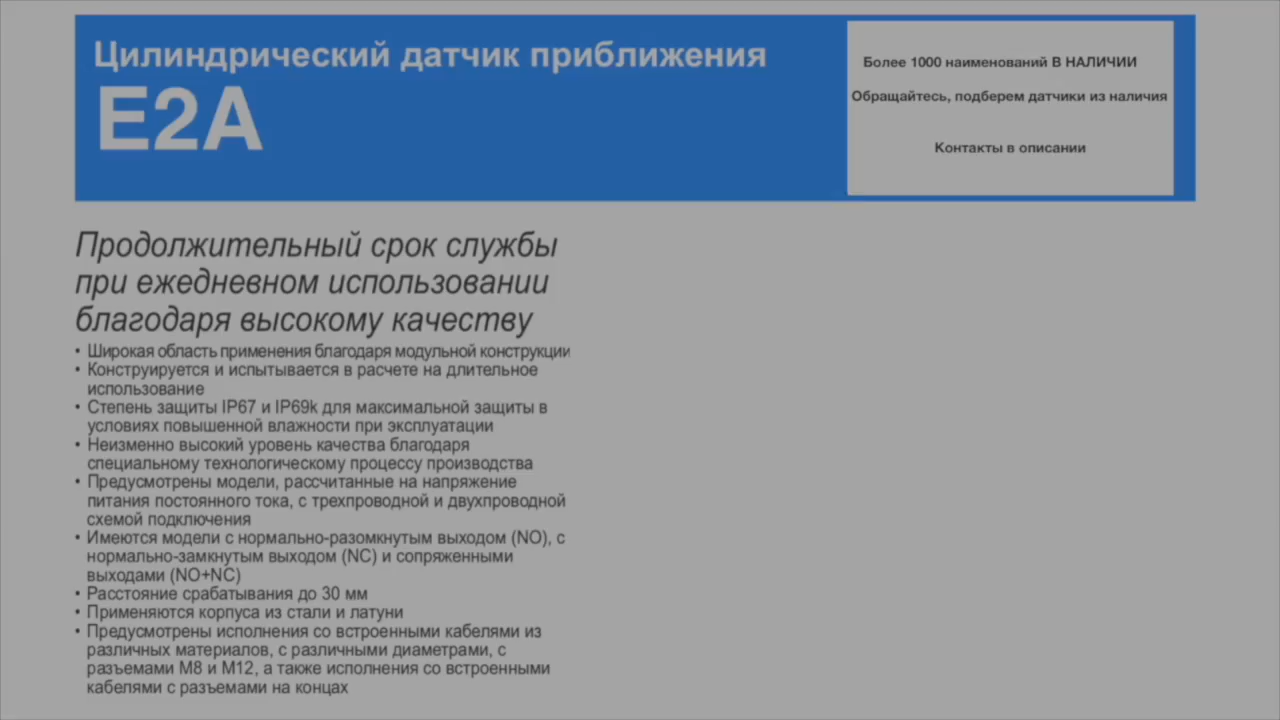 Цилиндрический датчик приближения
E2A
Более 1000 наименований В НАЛИЧИИ
Обращайтесь, подберем датчики из наличия
Контакты в описании
Продолжительный срок службы
при ежедневном использовании
благодаря высокому качеству
• Широкая область применения благодаря модульной конструкции
• Конструируется и испытывается в расчете на длительное
использование
• Степень защиты IP67 и IP69k для максимальной защиты в
условиях повышенной влажности при эксплуатации
• Неизменно высокий уровень качества благодаря
специальному технологическому процессу производства
• Предусмотрены модели, рассчитанные на напряжение
питания постоянного тока, с трехпроводной и двухпроводной
схемой подключения
• Имеются модели с нормально-разомкнутым выходом (NO), с
нормально-замкнутым выходом (NC) и сопряженными
выходами (NO+NC)
• Расстояние срабатывания до 30 мм
• Применяются корпуса из стали и латуни
• Предусмотрены исполнения со встроенными кабелями из
различных материалов, с различными диаметрами, с
разъемами M8 и M12, а также исполнения со встроенными
кабелями с разъемами на концах